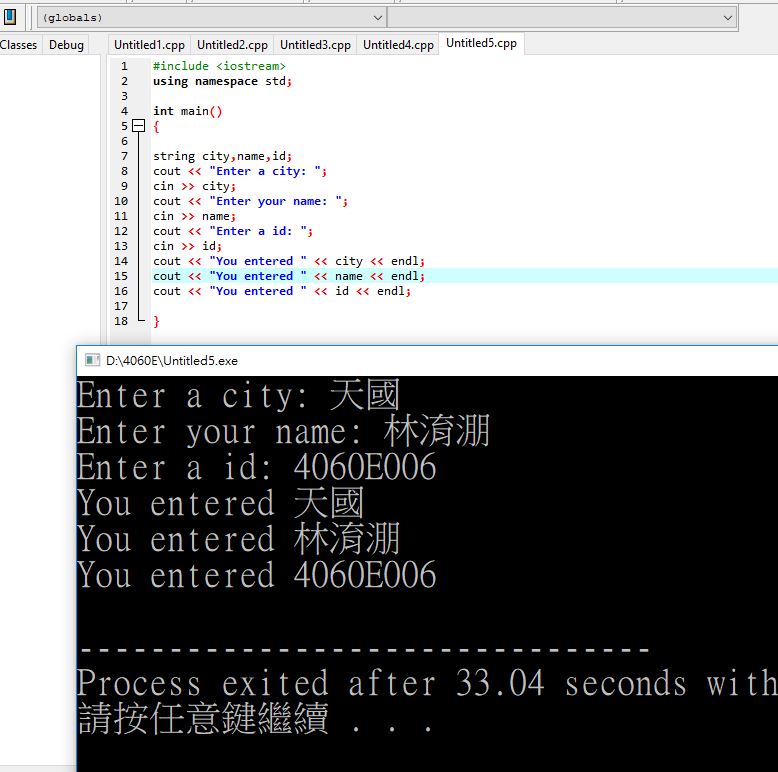 (globals)
Classes Debug Untitled1.cpp Untitled2.cpp Untitled3.cpp Untitled4.cpp Untitled5.cpp
1 #include <iostream>
2 using namespace std;
3
4 int main()
5 {
6
7 string city,name,id;
8 cout << "Enter a city: ";
9 cin >> city;
10 cout << "Enter your name: ";
11 cin >> name;
12 cout << "Enter a id: ";
13 cin >> id;
14 cout << "You entered " << city << endl;
15 cout << "You entered " << name << endl;
16 cout << "You entered " << id << endl;
17
18 }
D:\4060E\Untitled5.exe
Enter a city: 天國
Enter your name: 林淯淜
Enter a id: 4060E006
You entered 天國
You entered 林淯淜
You entered 4060E006
--------------------------------
Process exited after 33.04 seconds with
請按任意鍵繼續 . . .